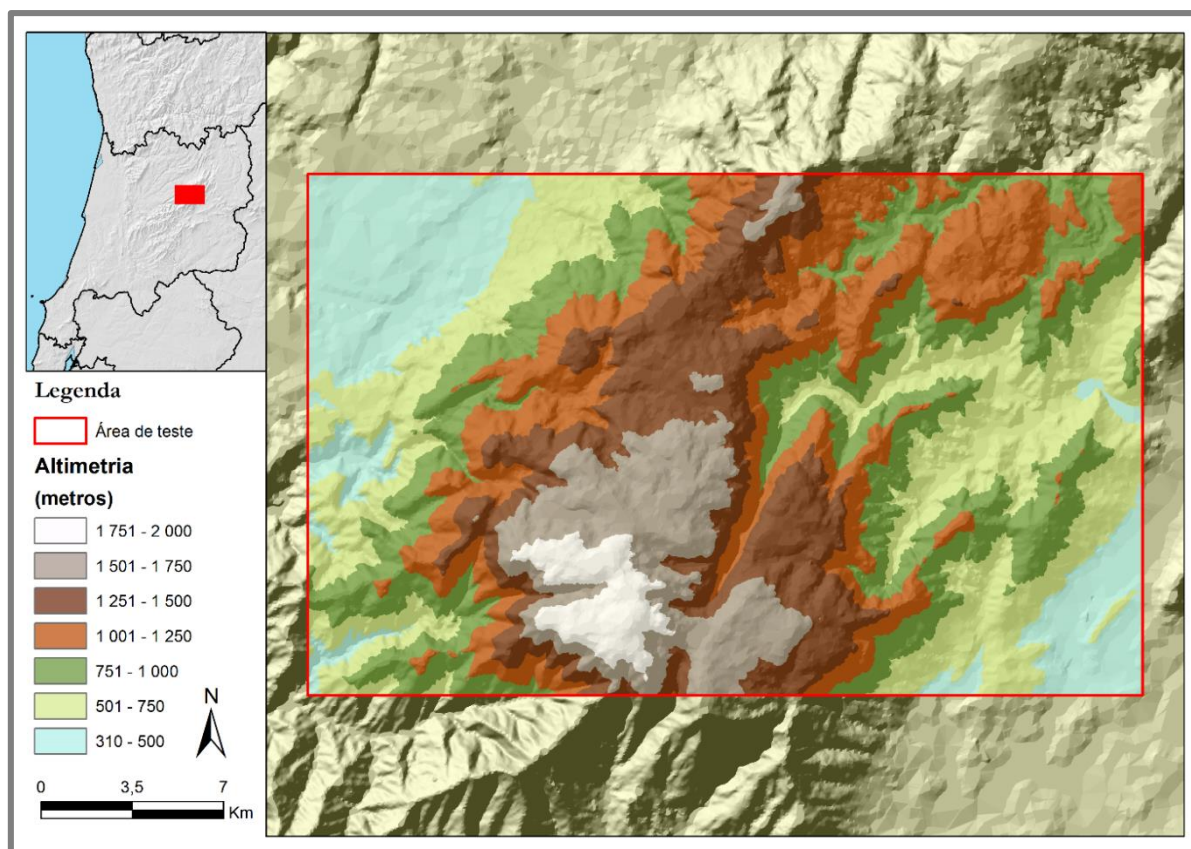 Legenda
Área de teste
Altimetria
(metros)
1 751 - 2 000
1 501 - 1 750
1 251 - 1 500
1 001 - 1 250
751 - 1 000
501 - 750
310 - 500
N
0 3,5 7
Km